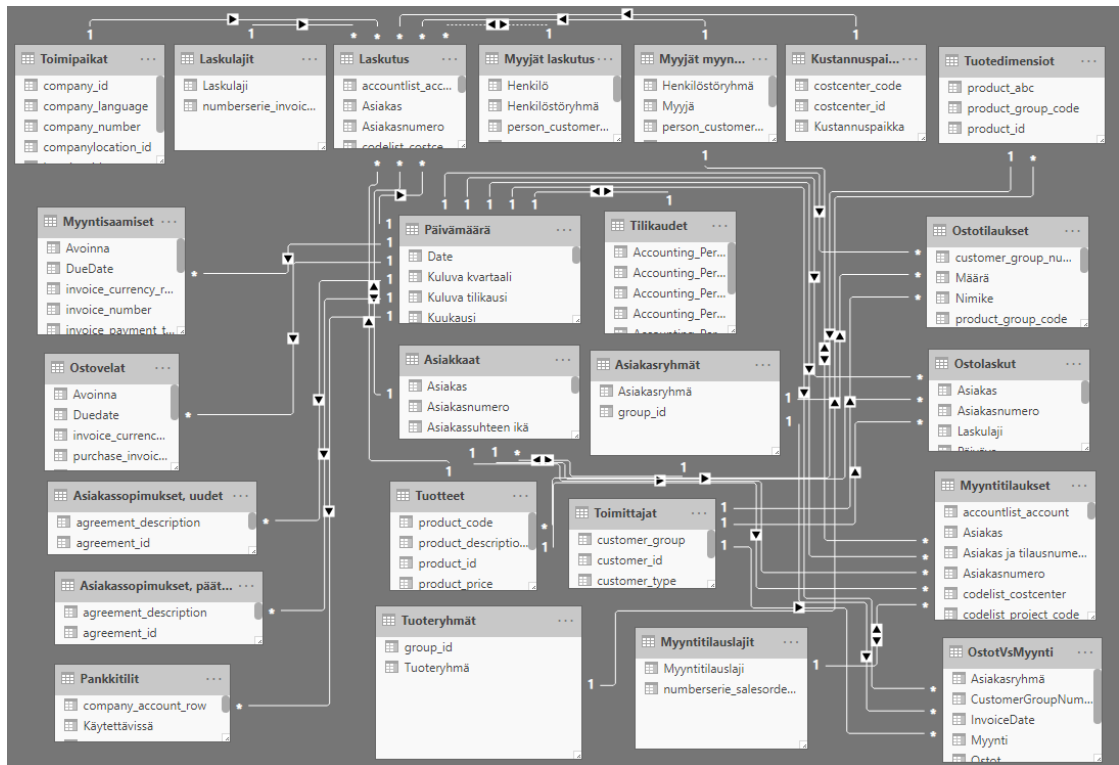 Toimipaikat ...
company_id
company_language
company_number
companylocation_id
Laskulajit ...
Laskulaji
numberserie_invoic...
Laskutus ...
accountlist_acc...
Asiakas
Asiakasnumero
codelist_costce...
Myyjät laskutus ...
Henkilö
Henkilöstöryhmä
person_customer...
Myyjät myyn... ...
Henkilöstöryhmä
Myyjä
person_customer...
Kustannuspai... ...
costcenter_code
costcenter_id
Kustannuspaikka
Tuotedimensiot ...
product_abc
product_group_code
product_id
Myyntisaamiset ...
Avoinna
DueDate
invoice_currency_r...
invoice_number
invoice_payment_t...
Päivämäärä ...
Date
Kuluva kvartaali
Kuluva tilikausi
Kuukausi
Tilikaudet ...
Accounting_Per...
Accounting_Per...
Accounting_Per...
Accounting_Per...
Accounting_Per...
Ostotilaukset ...
customer_group_nu...
Määrä
Nimike
product_group_code
Ostovelat ...
Avoinna
Duedate
invoice_currenc...
purchase_invoic...
Asiakkaat ...
Asiakas
Asiakasnumero
Asiakassuhteen ikä
Asiakasryhmät ...
Asiakasryhmä
group_id
Ostolaskut ...
Asiakas
Asiakasnumero
Laskulaji
Päiväys
Asiakassopimukset, uudet ...
agreement_description
agreement_id
Tuotteet ...
product_code
product_descriptio...
product_id
product_price
Toimittajat ...
customer_group
customer_id
customer_type
Myyntitilaukset ...
accountlist_account
Asiakas
Asiakas ja tilausnume...
Asiakasnumero
codelist_costcenter
codelist_project_code
Asiakassopimukset, päät... ...
agreement_description
agreement_id
Tuoteryhmät ...
group_id
Tuoteryhmä
Myyntitilauslajit ...
Myyntitilauslaji
numberserie_salesorde...
OstotVsMyynti ...
Asiakasryhmä
CustomerGroupNum...
InvoiceDate
Myynti
Ostot
Pankkitilit ...
company_account_row
Käytettävissä